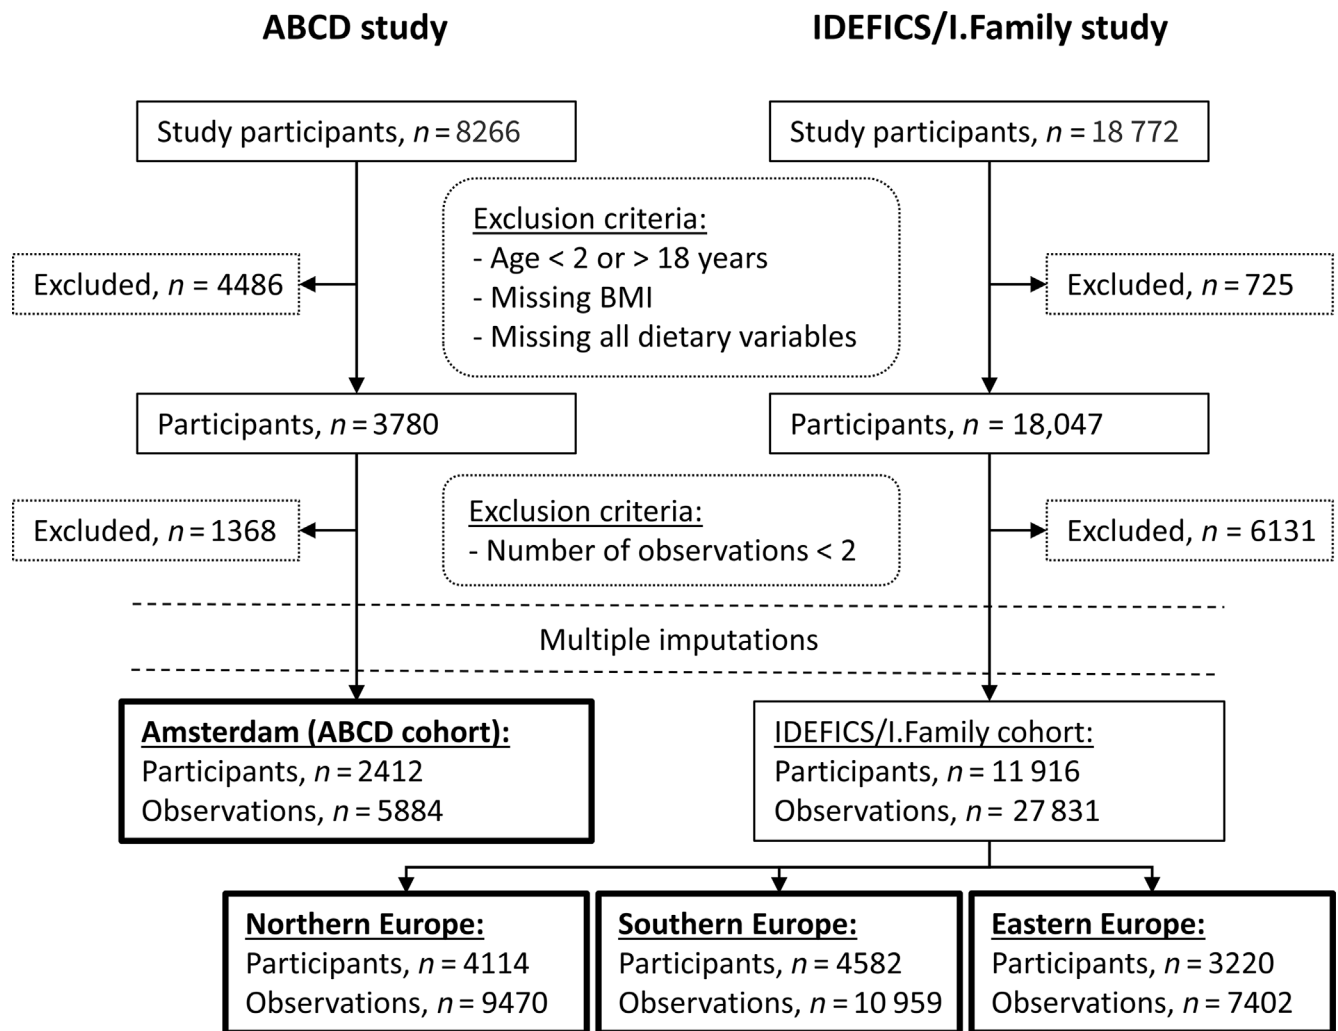 ABCD study
IDEFICS/I.Family study
Study participants, n = 8266
Study participants, n = 18 772
Exclusion criteria:
- Age < 2 or > 18 years
- Missing BMI
- Missing all dietary variables
Excluded, n = 4486
Excluded, n = 725
Participants, n = 3780
Participants, n = 18,047
Exclusion criteria:
- Number of observations < 2
Excluded, n = 1368
Excluded, n = 6131
Multiple imputations
Amsterdam (ABCD cohort):
Participants, n = 2412
Observations, n = 5884
IDEFICS/I.Family cohort:
Participants, n = 11 916
Observations, n = 27 831
Northern Europe:
Participants, n = 4114
Observations, n = 9470
Southern Europe:
Participants, n = 4582
Observations, n = 10 959
Eastern Europe:
Participants, n = 3220
Observations, n = 7402